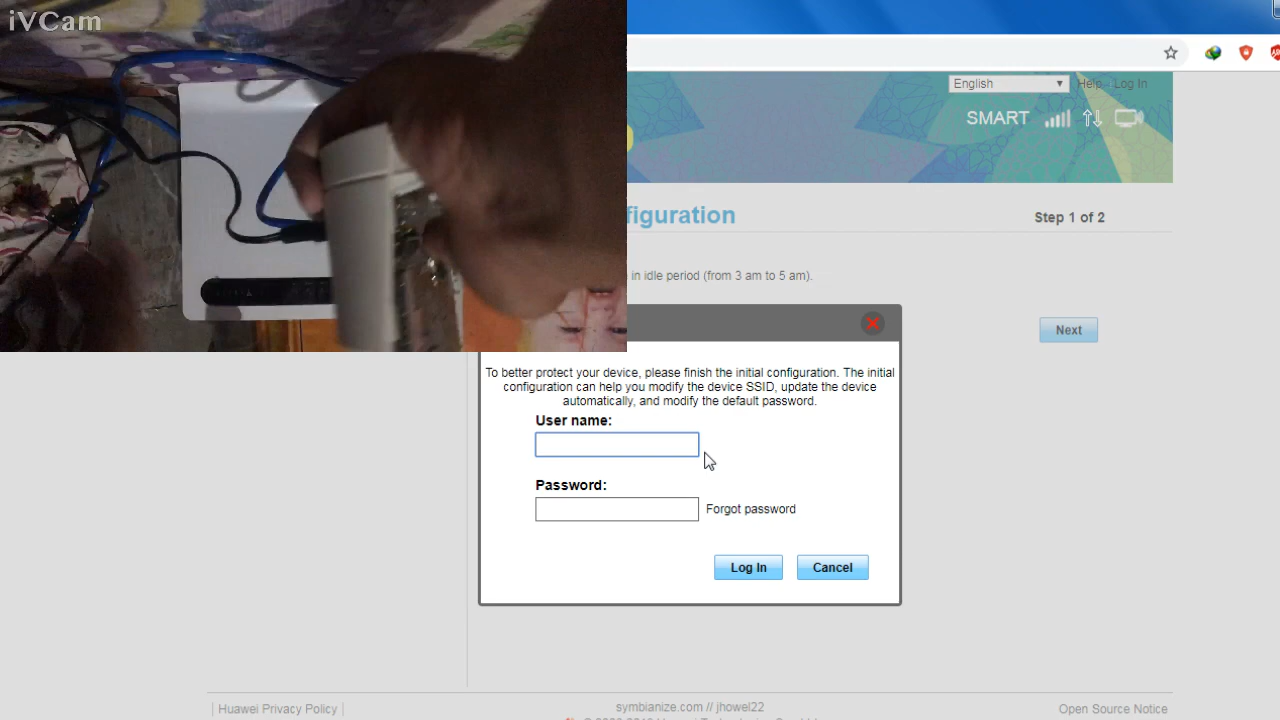 iVCam
English
Help
Log In
SMART
figuration
Step 1 of 2
in idle period (from 3 am to 5 am).
Next
To better protect your device, please finish the initial configuration. The initial
configuration can help you modify the device SSID, update the device
automatically, and modify the default password.
User name:
Password:
Forgot password
Log In
Cancel
| Huawei Privacy Policy |
symbianize.com // jhowel22
Open Source Notice